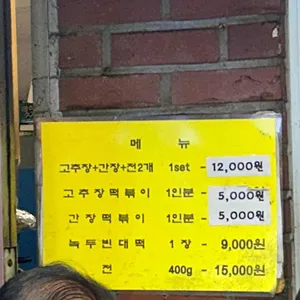 메 뉴
고추장+간장+전2개 1set - 12,000원
고추장떡볶이 1인분 - 5,000원
간장떡볶이 1인분 - 5,000원
녹두빈대떡 1장 - 9,000원
전 400g - 15,000원